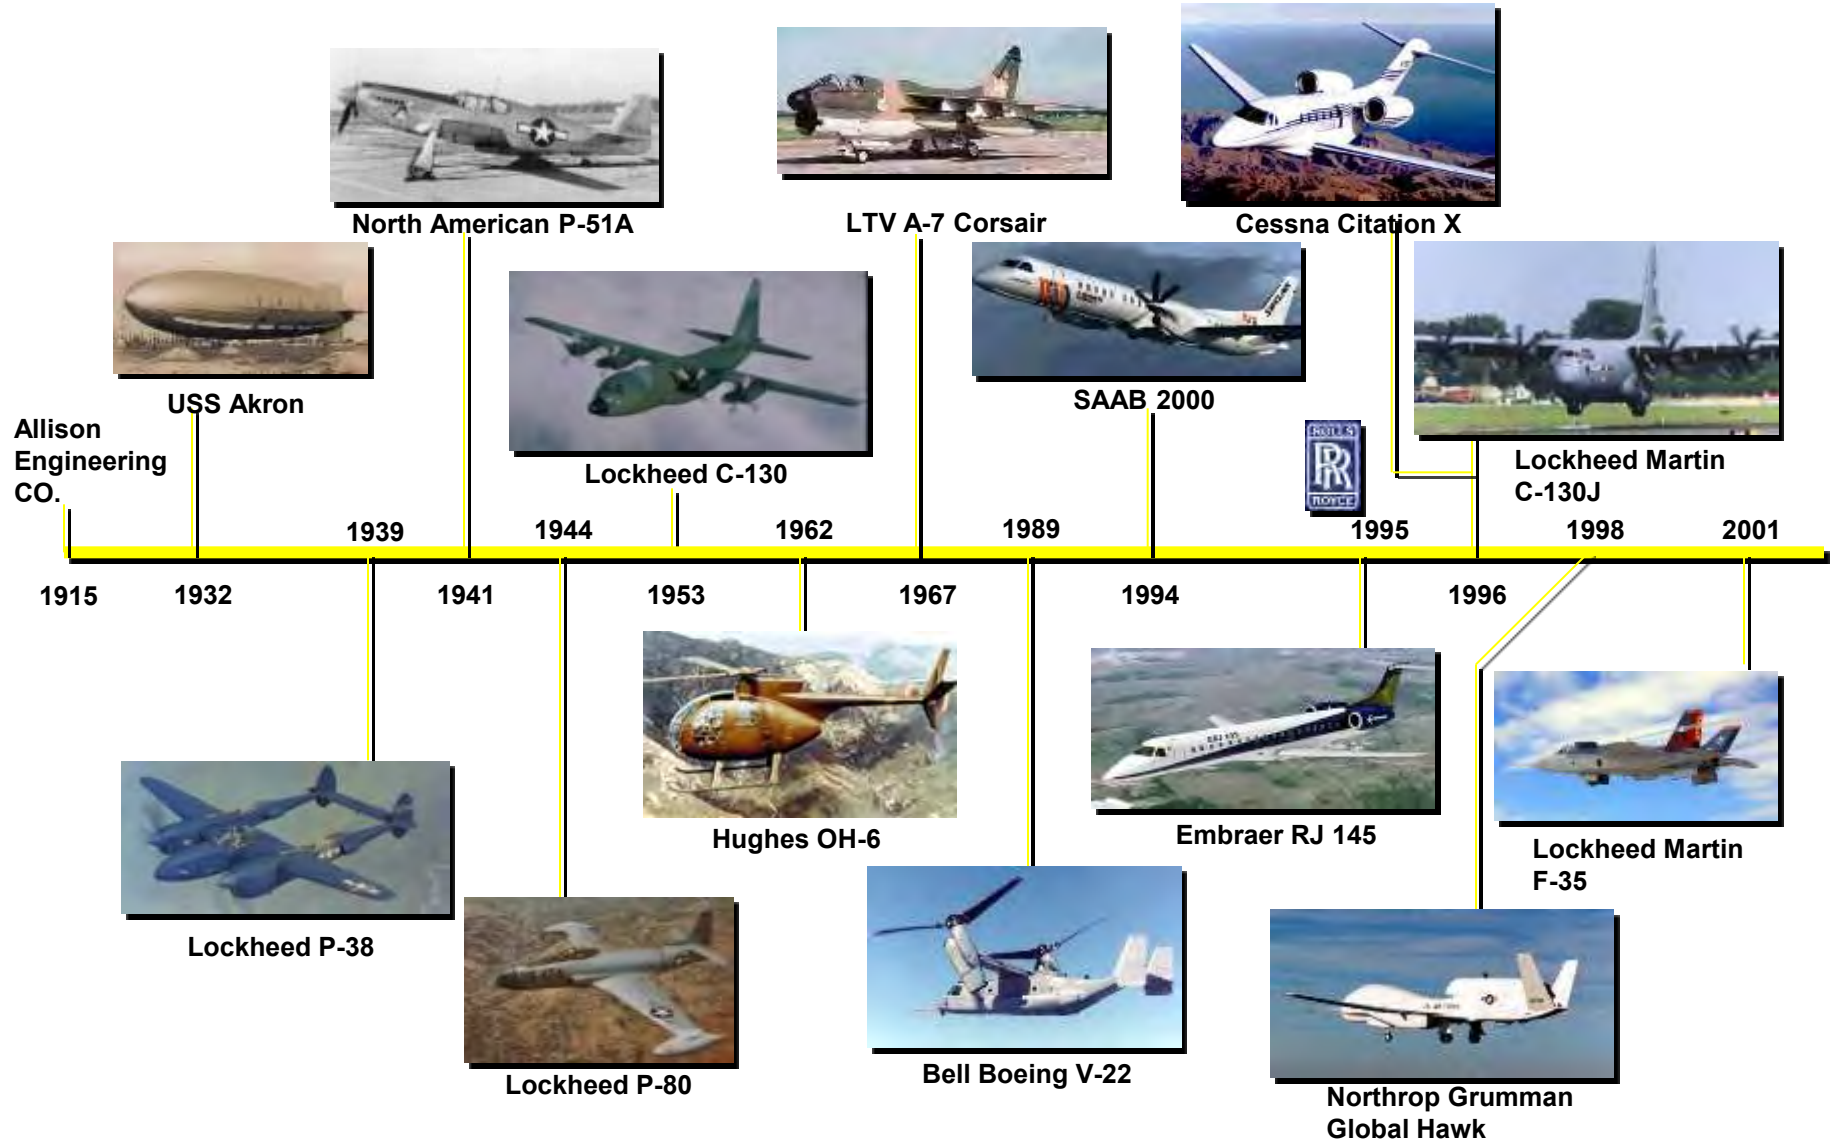 North American P-51A
LTV A-7 Corsair
Cessna Citation X
USS Akron
SAAB 2000
Allison
Engineering
CO.
Lockheed C-130
ROLLS
RR
ROYCE
Lockheed Martin
C-130J
1939
1944
1962
1989
1995
1998
2001
1915
1932
1941
1953
1967
1994
1996
Hughes OH-6
Embraer RJ 145
Lockheed Martin
F-35
Lockheed P-38
Lockheed P-80
Bell Boeing V-22
Northrop Grumman
Global Hawk